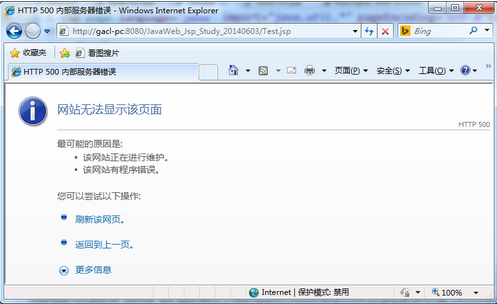 HTTP 500 内部服务器错误 - Windows Internet Explorer
http://gacl-pc:8080/JavaWeb_Jsp_Study_20140603/Test.jsp
Bing
收藏夹 看图搜片
HTTP 500 内部服务器错误
页面(P) 安全(S) 工具(O)
网站无法显示该页面
HTTP 500
最可能的原因是:
• 该网站正在进行维护。
• 该网站有程序错误。
您可以尝试以下操作:
刷新该网页。
返回到上一页。
更多信息
Internet | 保护模式: 禁用
100%